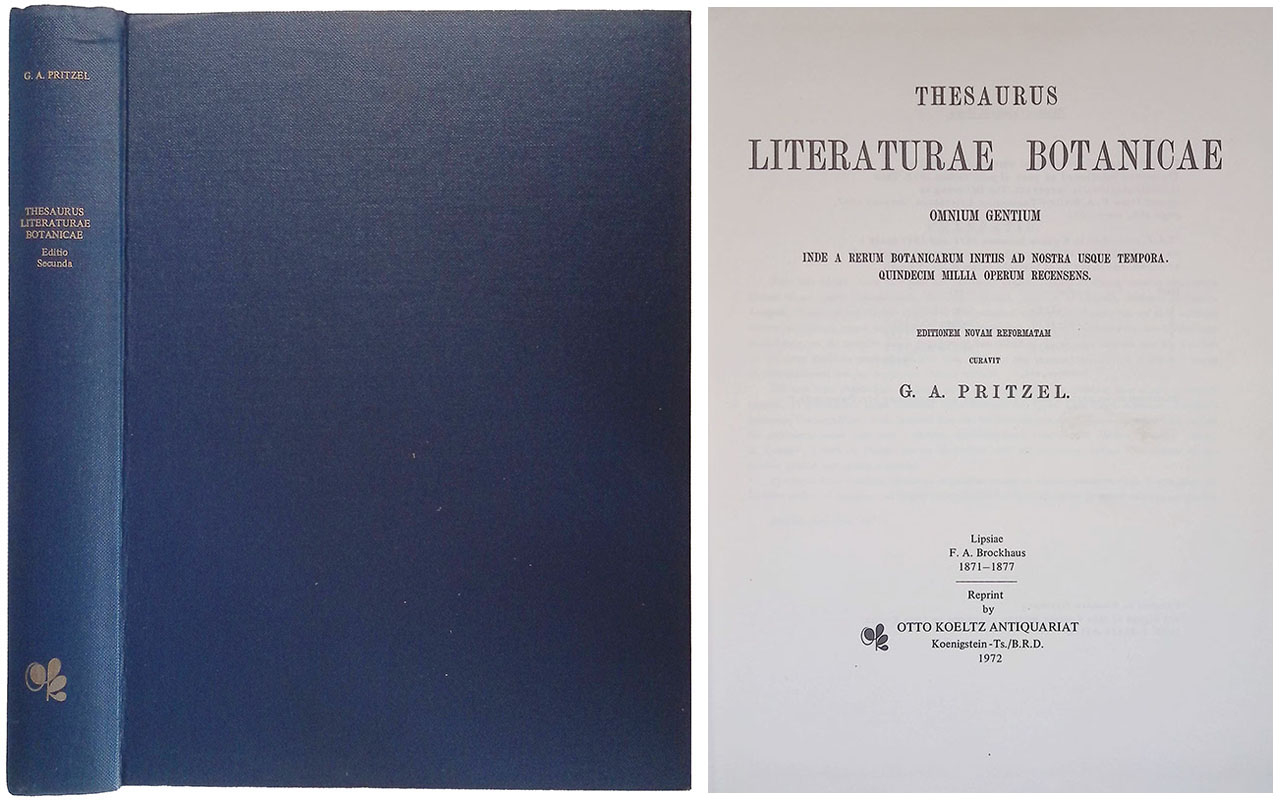 G. A. PRITZEL
THESAURUS
LITERATURAE
BOTANICAE
Editio
Secunda
THESAURUS
LITERATURAE BOTANICAE
OMNIUM GENTIUM
INDE A RERUM BOTANICARUM INITIIS AD NOSTRA USQUE TEMPORA.
QUINDECIM MILLIA OPERUM RECENSENS.
EDITIONEM NOVAM REFORMATAM
CURAVIT
G. A. PRITZEL.
Lipsiae
F. A. Brockhaus
1871–1877
Reprint
by
OTTO KOELTZ ANTIQUARIAT
Koenigstein-Ts./B.R.D.
1972